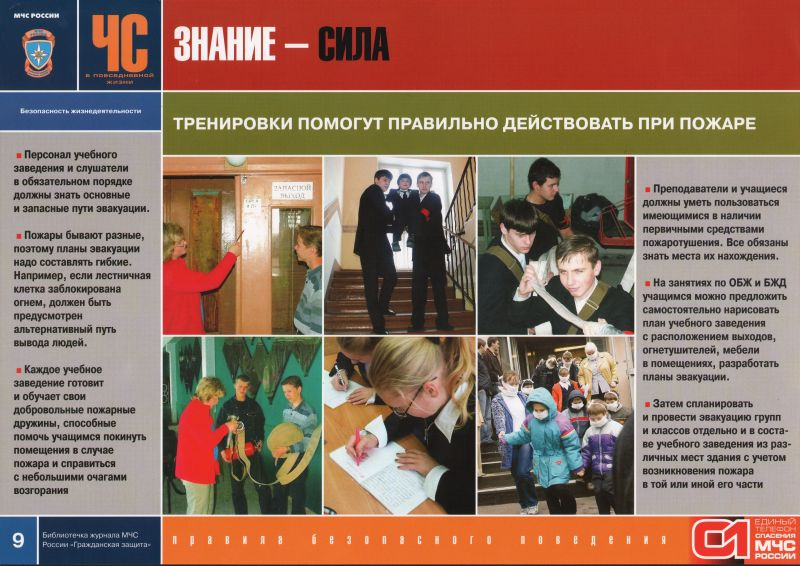 МЧС РОССИИ
ЧС
в повседневной
жизни
ЗНАНИЕ – СИЛА
Безопасность жизнедеятельности
ТРЕНИРОВКИ ПОМОГУТ ПРАВИЛЬНО ДЕЙСТВОВАТЬ ПРИ ПОЖАРЕ
Персонал учебного
заведения и слушатели
в обязательном порядке
должны знать основные
и запасные пути эвакуации.
Пожары бывают разные,
поэтому планы эвакуации
надо составлять гибкие.
Например, если лестничная
клетка заблокирована
огнем, должен быть
предусмотрен
альтернативный путь
вывода людей.
Каждое учебное
заведение готовит
и обучает свои
добровольные пожарные
дружины, способные
помочь учащимся покинуть
помещения в случае
пожара и справиться
с небольшими очагами
возгорания
ЗАПАСНОЙ
ВЫХОД
Преподаватели и учащиеся
должны уметь пользоваться
имеющимися в наличии
первичными средствами
пожаротушения. Все обязаны
знать места их нахождения.
На занятиях по ОБЖ и БЖД
учащимся можно предложить
самостоятельно нарисовать
план учебного заведения
с расположением выходов,
огнетушителей, мебели
в помещениях, разработать
планы эвакуации.
Затем спланировать
и провести эвакуацию групп
и классов отдельно и в соста-
ве учебного заведения из раз-
личных мест здания с учетом
возникновения пожара
в той или иной его части
9
Библиотечка журнала МЧС
России «Гражданская защита»
правила безопасного поведения
01
ЕДИНЫЙ
ТЕЛЕФОН
СПАСЕНИЯ
МЧС
РОССИИ